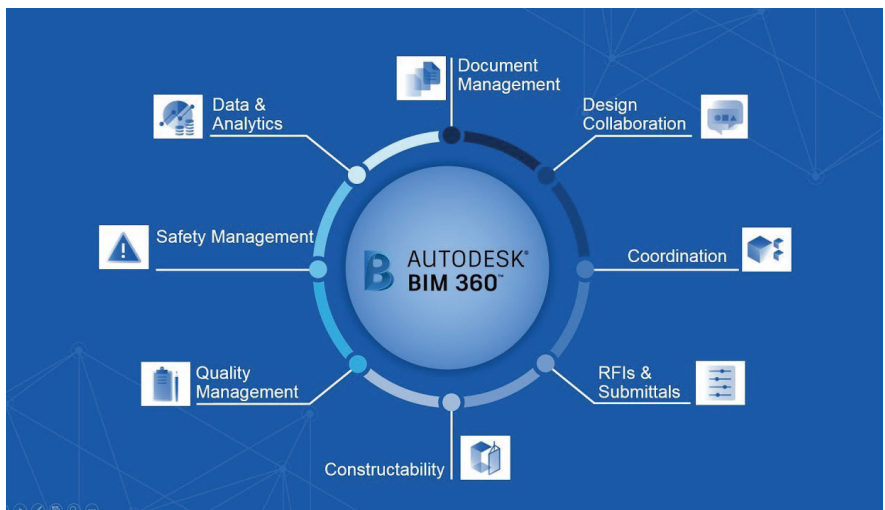 Document
Management
Design
Collaboration
Coordination
RFIs &
Submittals
Constructability
Quality
Management
Safety Management
Data &
Analytics
AUTODESK®
BIM 360™